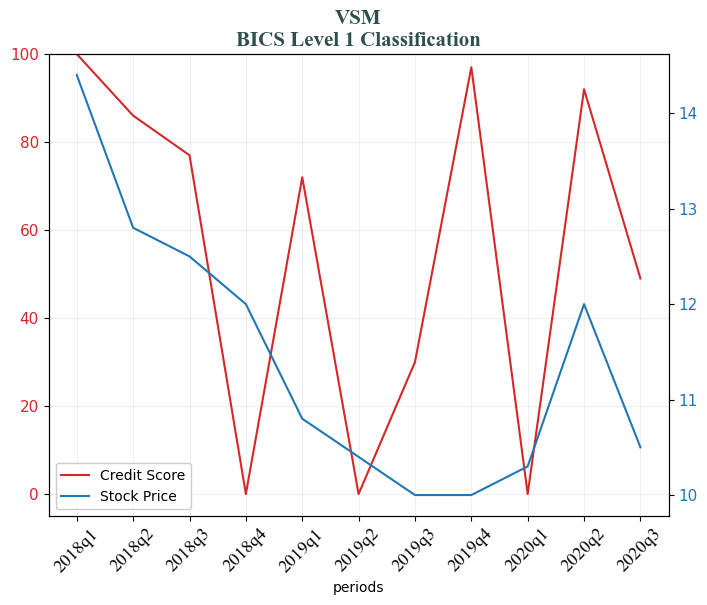 VSM
BICS Level 1 Classification
100
80
60
40
20
0
14
13
12
11
10
Credit Score
Stock Price
2018q1
2018q2
2018q3
2018q4
2019q1
2019q2
2019q3
2019q4
2020q1
2020q2
2020q3
periods